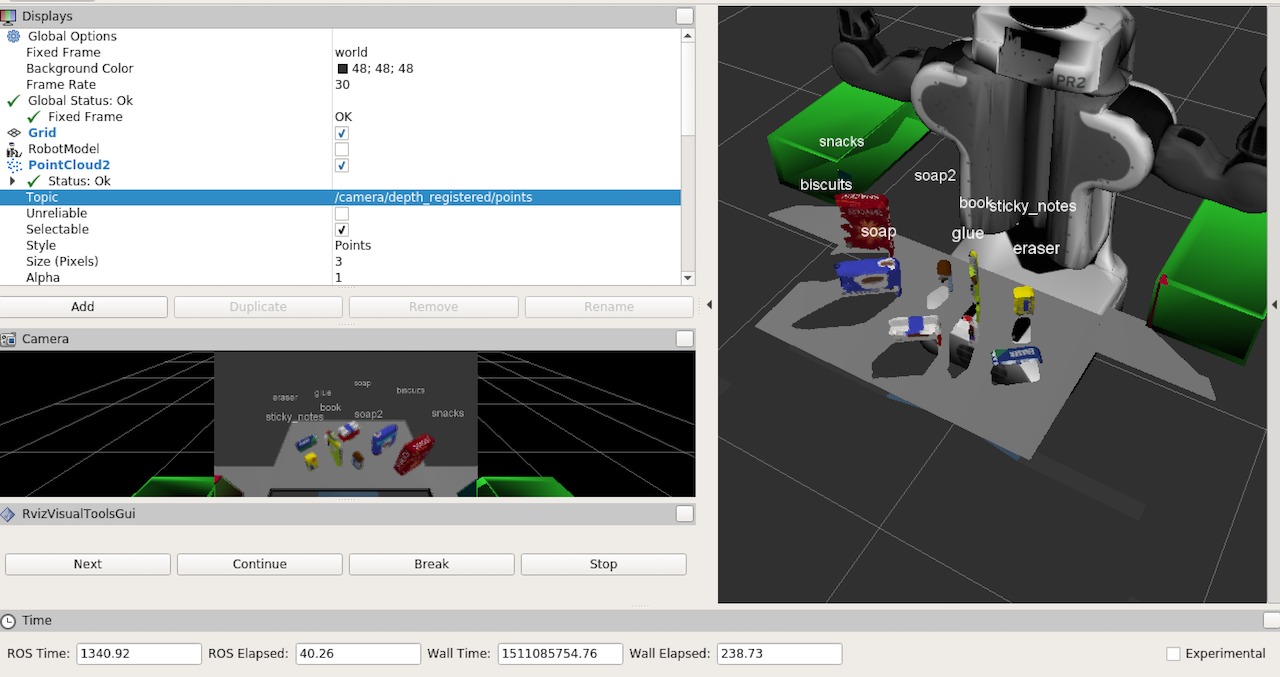 Displays
Global Options
Fixed Frame world
Background Color 48; 48; 48
Frame Rate 30
Global Status: Ok
Fixed Frame OK
Grid
RobotModel
PointCloud2
Status: Ok
Topic /camera/depth_registered/points
Unreliable
Selectable
Style Points
Size (Pixels) 3
Alpha 1
Add Duplicate Remove Rename
Camera
soap
eraser glue biscuits
book
sticky_notes soap2 snacks
RvizVisualToolsGui
Next Continue Break Stop
PR2
snacks
biscuits soap2
book sticky_notes
soap glue
eraser
Time
ROS Time: 1340.92 ROS Elapsed: 40.26 Wall Time: 1511085754.76 Wall Elapsed: 238.73 Experimental